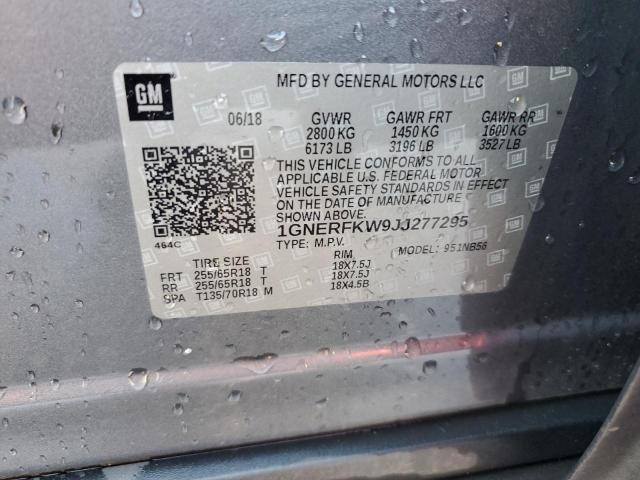 GM
MFD BY GENERAL MOTORS LLC
06/18 GVWR GAWR FRT GAWR RR
2800 KG 1450 KG 1600 KG
6173 LB 3196 LB 3527 LB
THIS VEHICLE CONFORMS TO ALL
APPLICABLE U.S. FEDERAL MOTOR
VEHICLE SAFETY STANDARDS IN EFFECT
ON THE DATE OF MANUFACTURE
SHOWN ABOVE.
1GNERFKW9JJ277295
464C
TYPE: M.P.V. MODEL: 951NB56
TIRE SIZE RIM
FRT 255/65R18 T 18X7.5J
RR 255/65R18 T 18X7.5J
SPA T135/70R18 M 18X4.5B